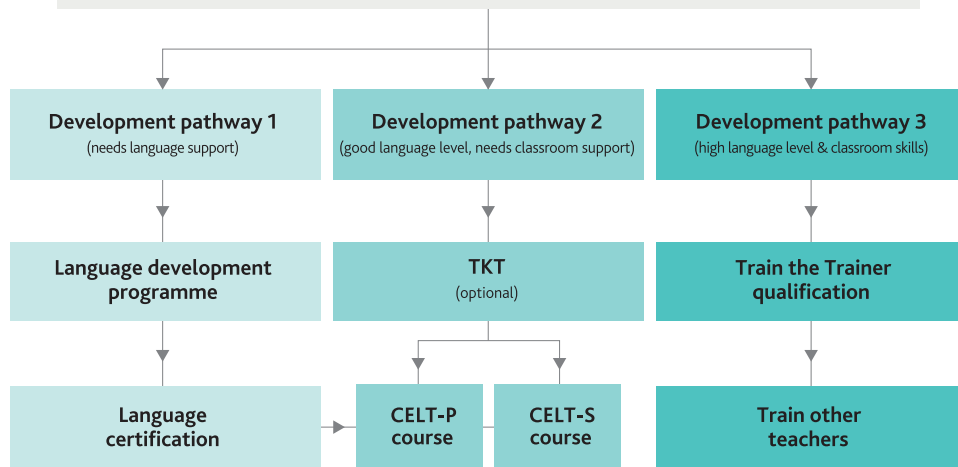 Development pathway 1
(needs language support)
Development pathway 2
(good language level, needs classroom support)
Development pathway 3
(high language level & classroom skills)
Language development
programme
TKT
(optional)
Train the Trainer
qualification
Language
certification
CELT-P
course
CELT-S
course
Train other
teachers